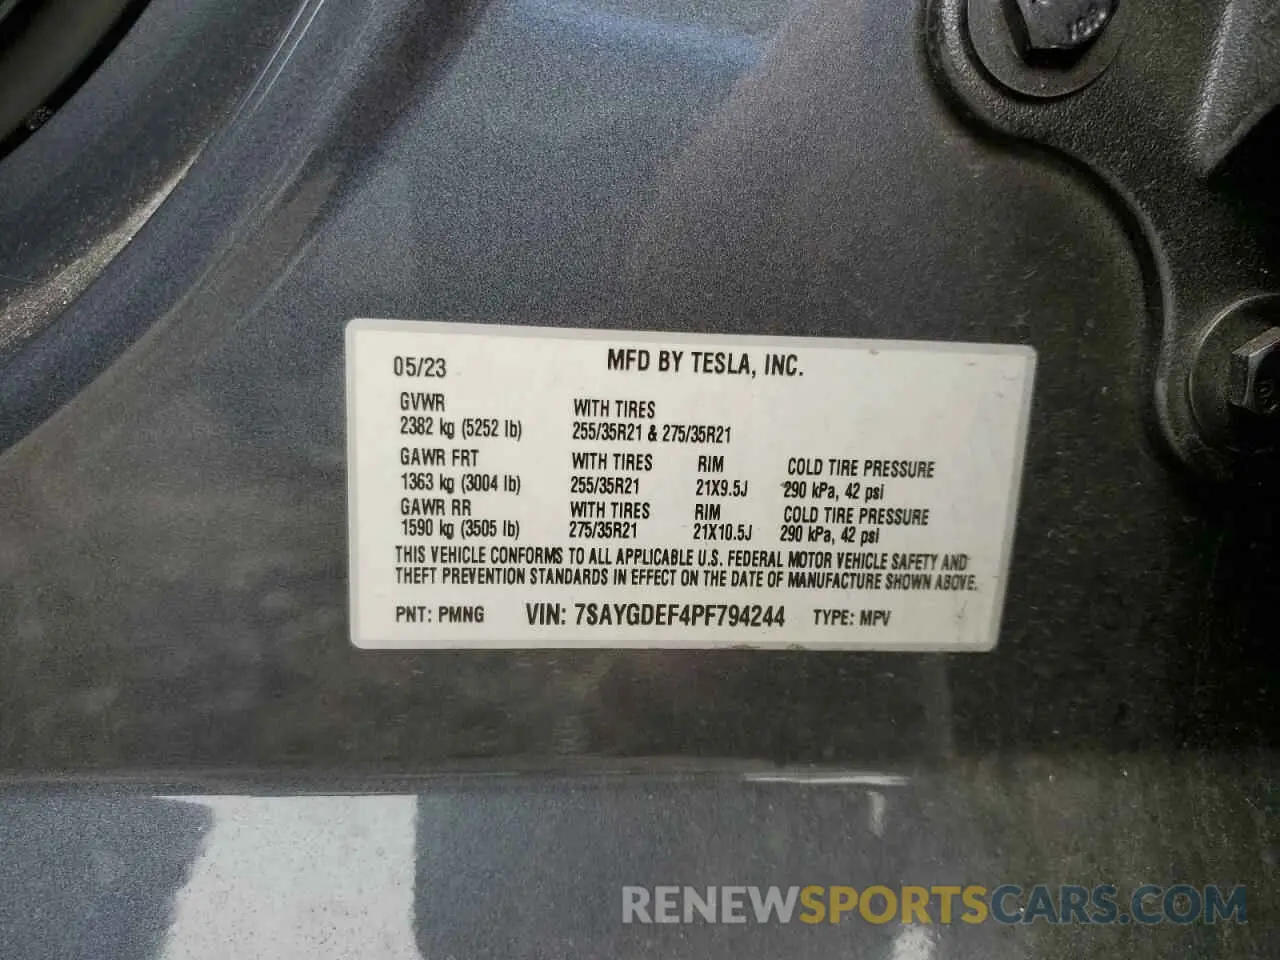 05/23 MFD BY TESLA, INC.
GVWR WITH TIRES
2382 kg (5252 lb) 255/35R21 & 275/35R21
GAWR FRT WITH TIRES RIM COLD TIRE PRESSURE
1363 kg (3004 lb) 255/35R21 21X9.5J 290 kPa, 42 psi
GAWR RR WITH TIRES RIM COLD TIRE PRESSURE
1590 kg (3505 lb) 275/35R21 21X10.5J 290 kPa, 42 psi
THIS VEHICLE CONFORMS TO ALL APPLICABLE U.S. FEDERAL MOTOR VEHICLE SAFETY AND
THEFT PREVENTION STANDARDS IN EFFECT ON THE DATE OF MANUFACTURE SHOWN ABOVE.
PNT: PMNG VIN: 7SAYGDEF4PF794244 TYPE: MPV
RENEWSPORTSCARS.COM